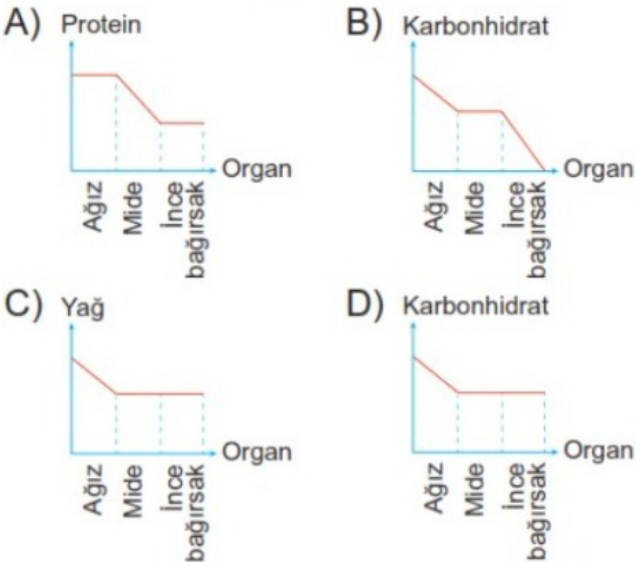 A) Protein
Organ
Ağız
Mide
İnce
bağırsak
B) Karbonhidrat
Organ
Ağız
Mide
İnce
bağırsak
C) Yağ
Organ
Ağız
Mide
İnce
bağırsak
D) Karbonhidrat
Organ
Ağız
Mide
İnce
bağırsak